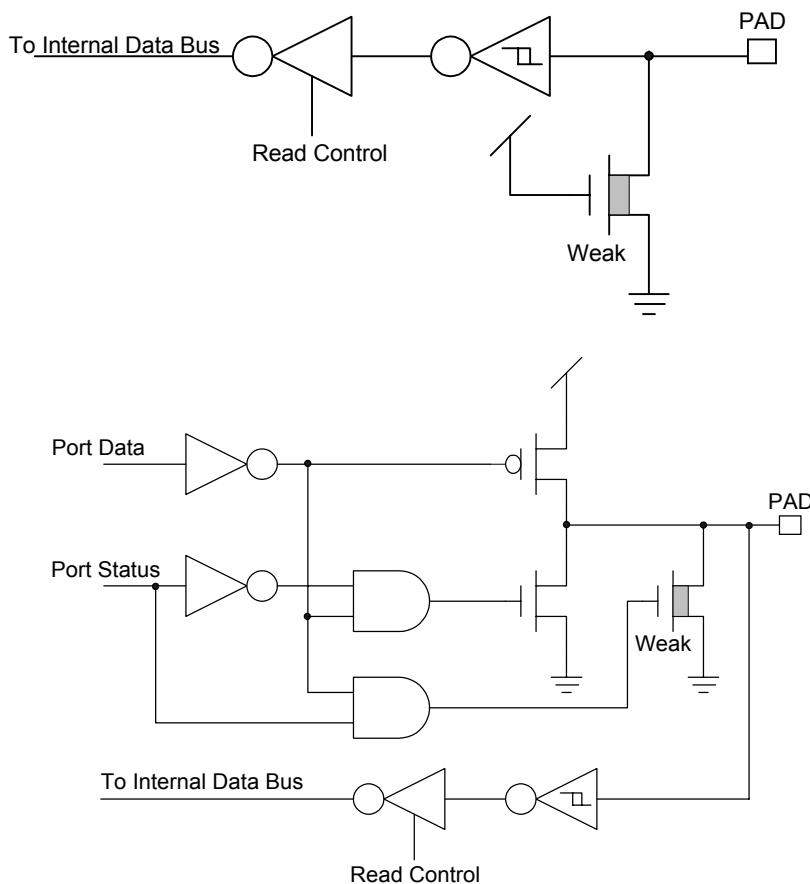 PAD
To Internal Data Bus
Read Control
Weak
Port Data
PAD
Port Status
Weak
To Internal Data Bus
Read Control